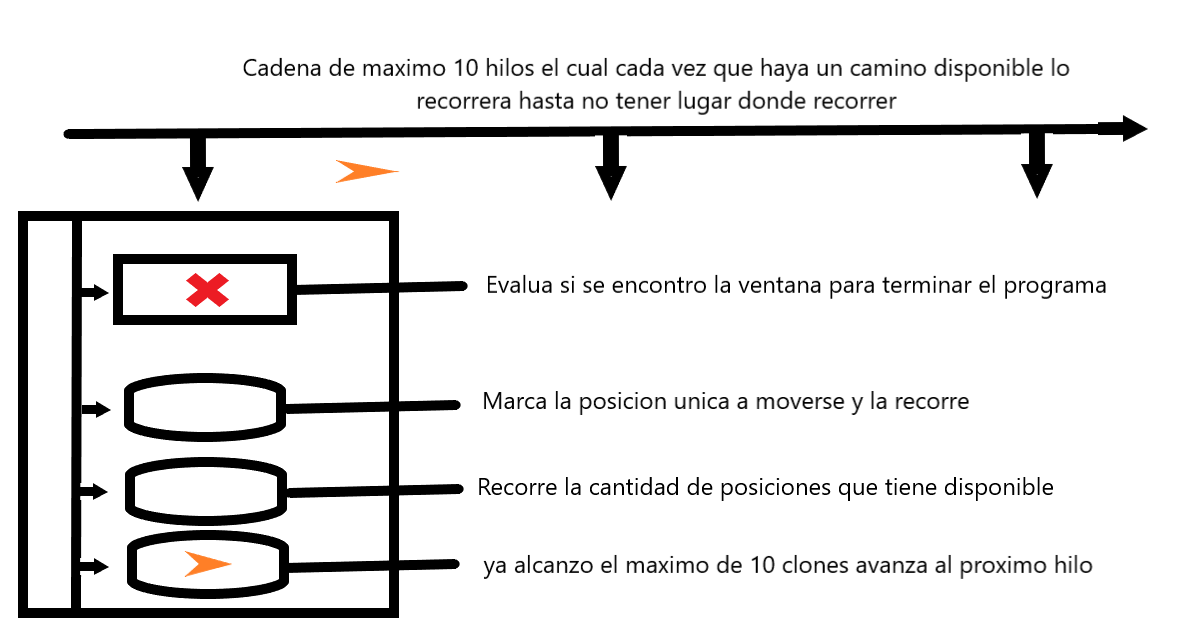 Cadena de maximo 10 hilos el cual cada vez que haya un camino disponible lo
recorrera hasta no tener lugar donde recorrer
Evalua si se encontro la ventana para terminar el programa
Marca la posicion unica a moverse y la recorre
Recorre la cantidad de posiciones que tiene disponible
ya alcanzo el maximo de 10 clones avanza al proximo hilo